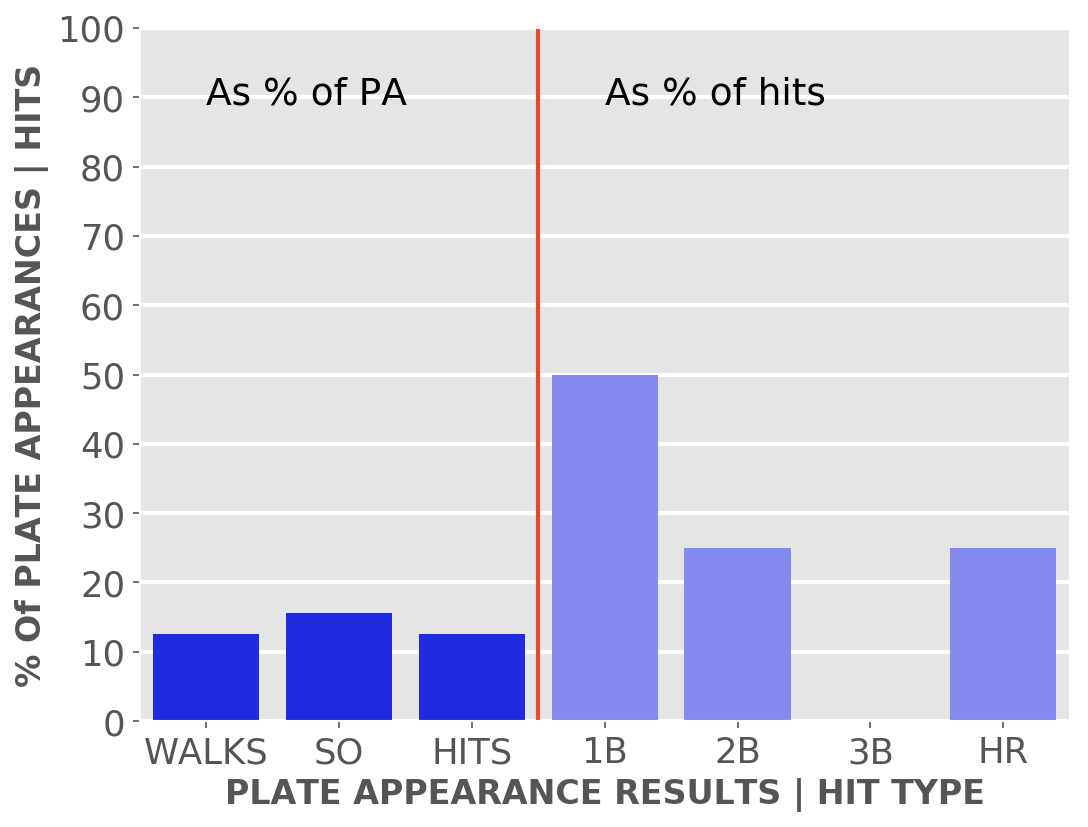 % Of PLATE APPEARANCES | HITS
100
90
80
70
60
50
40
30
20
10
0
As % of PA
As % of hits
WALKS SO HITS 1B 2B 3B HR
PLATE APPEARANCE RESULTS | HIT TYPE